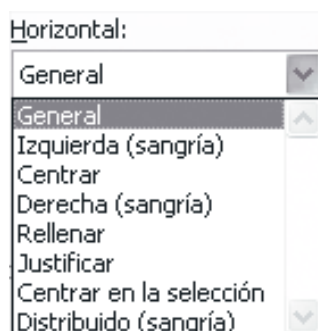 Horizontal:
General
General
Izquierda (sangría)
Centrar
Derecha (sangría)
Rellenar
Justificar
Centrar en la selección
Distribuido (sangría)